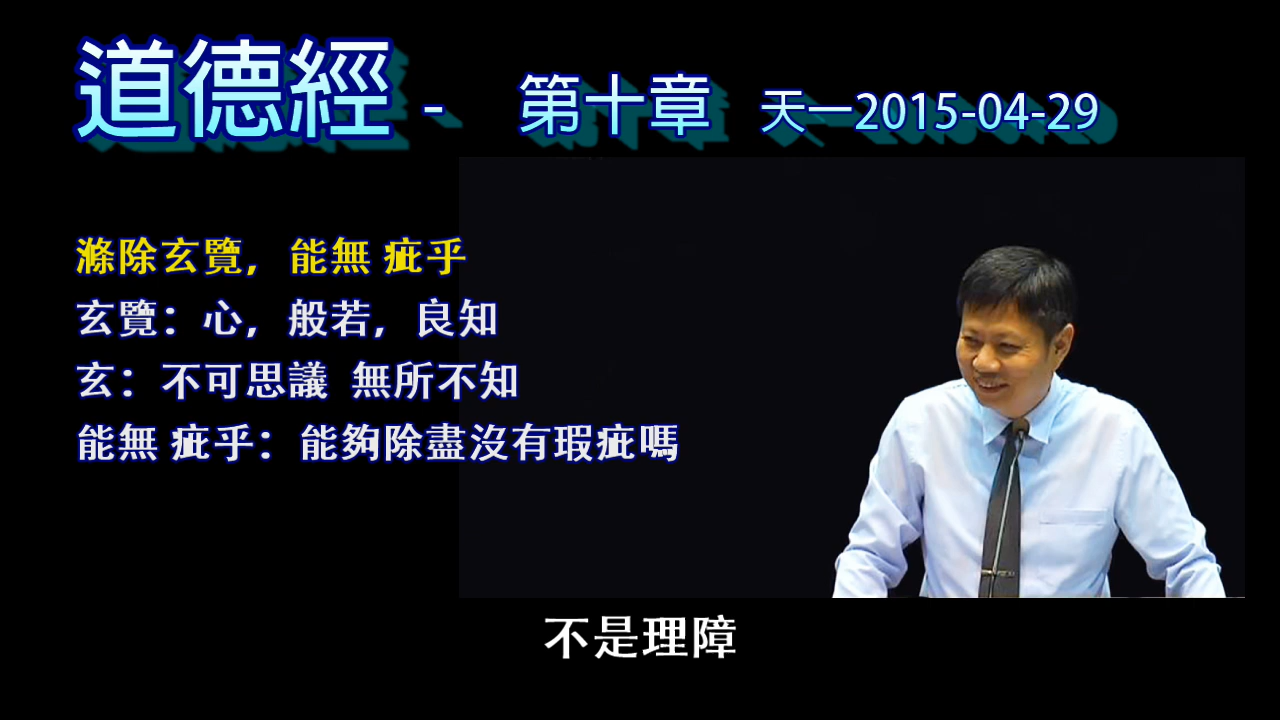 道德經 - 第十章 天一2015-04-29
滌除玄覽，能無 疵乎
玄覽：心，般若，良知
玄：不可思議 無所不知
能無 疵乎：能夠除盡沒有瑕疵嗎
不是理障